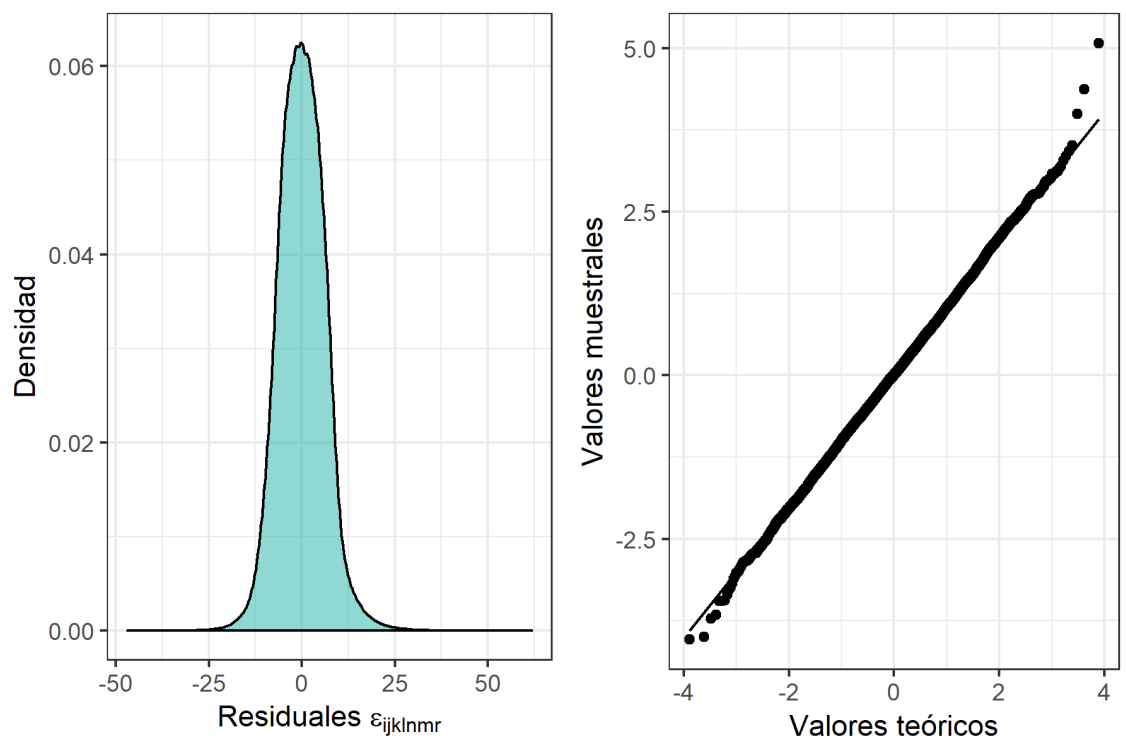 0.06
0.04
0.02
0.00
Densidad
-50 -25 0 25 50
Residuales εijklnmr
5.0
2.5
0.0
-2.5
Valores muestrales
-4 -2 0 2 4
Valores teóricos